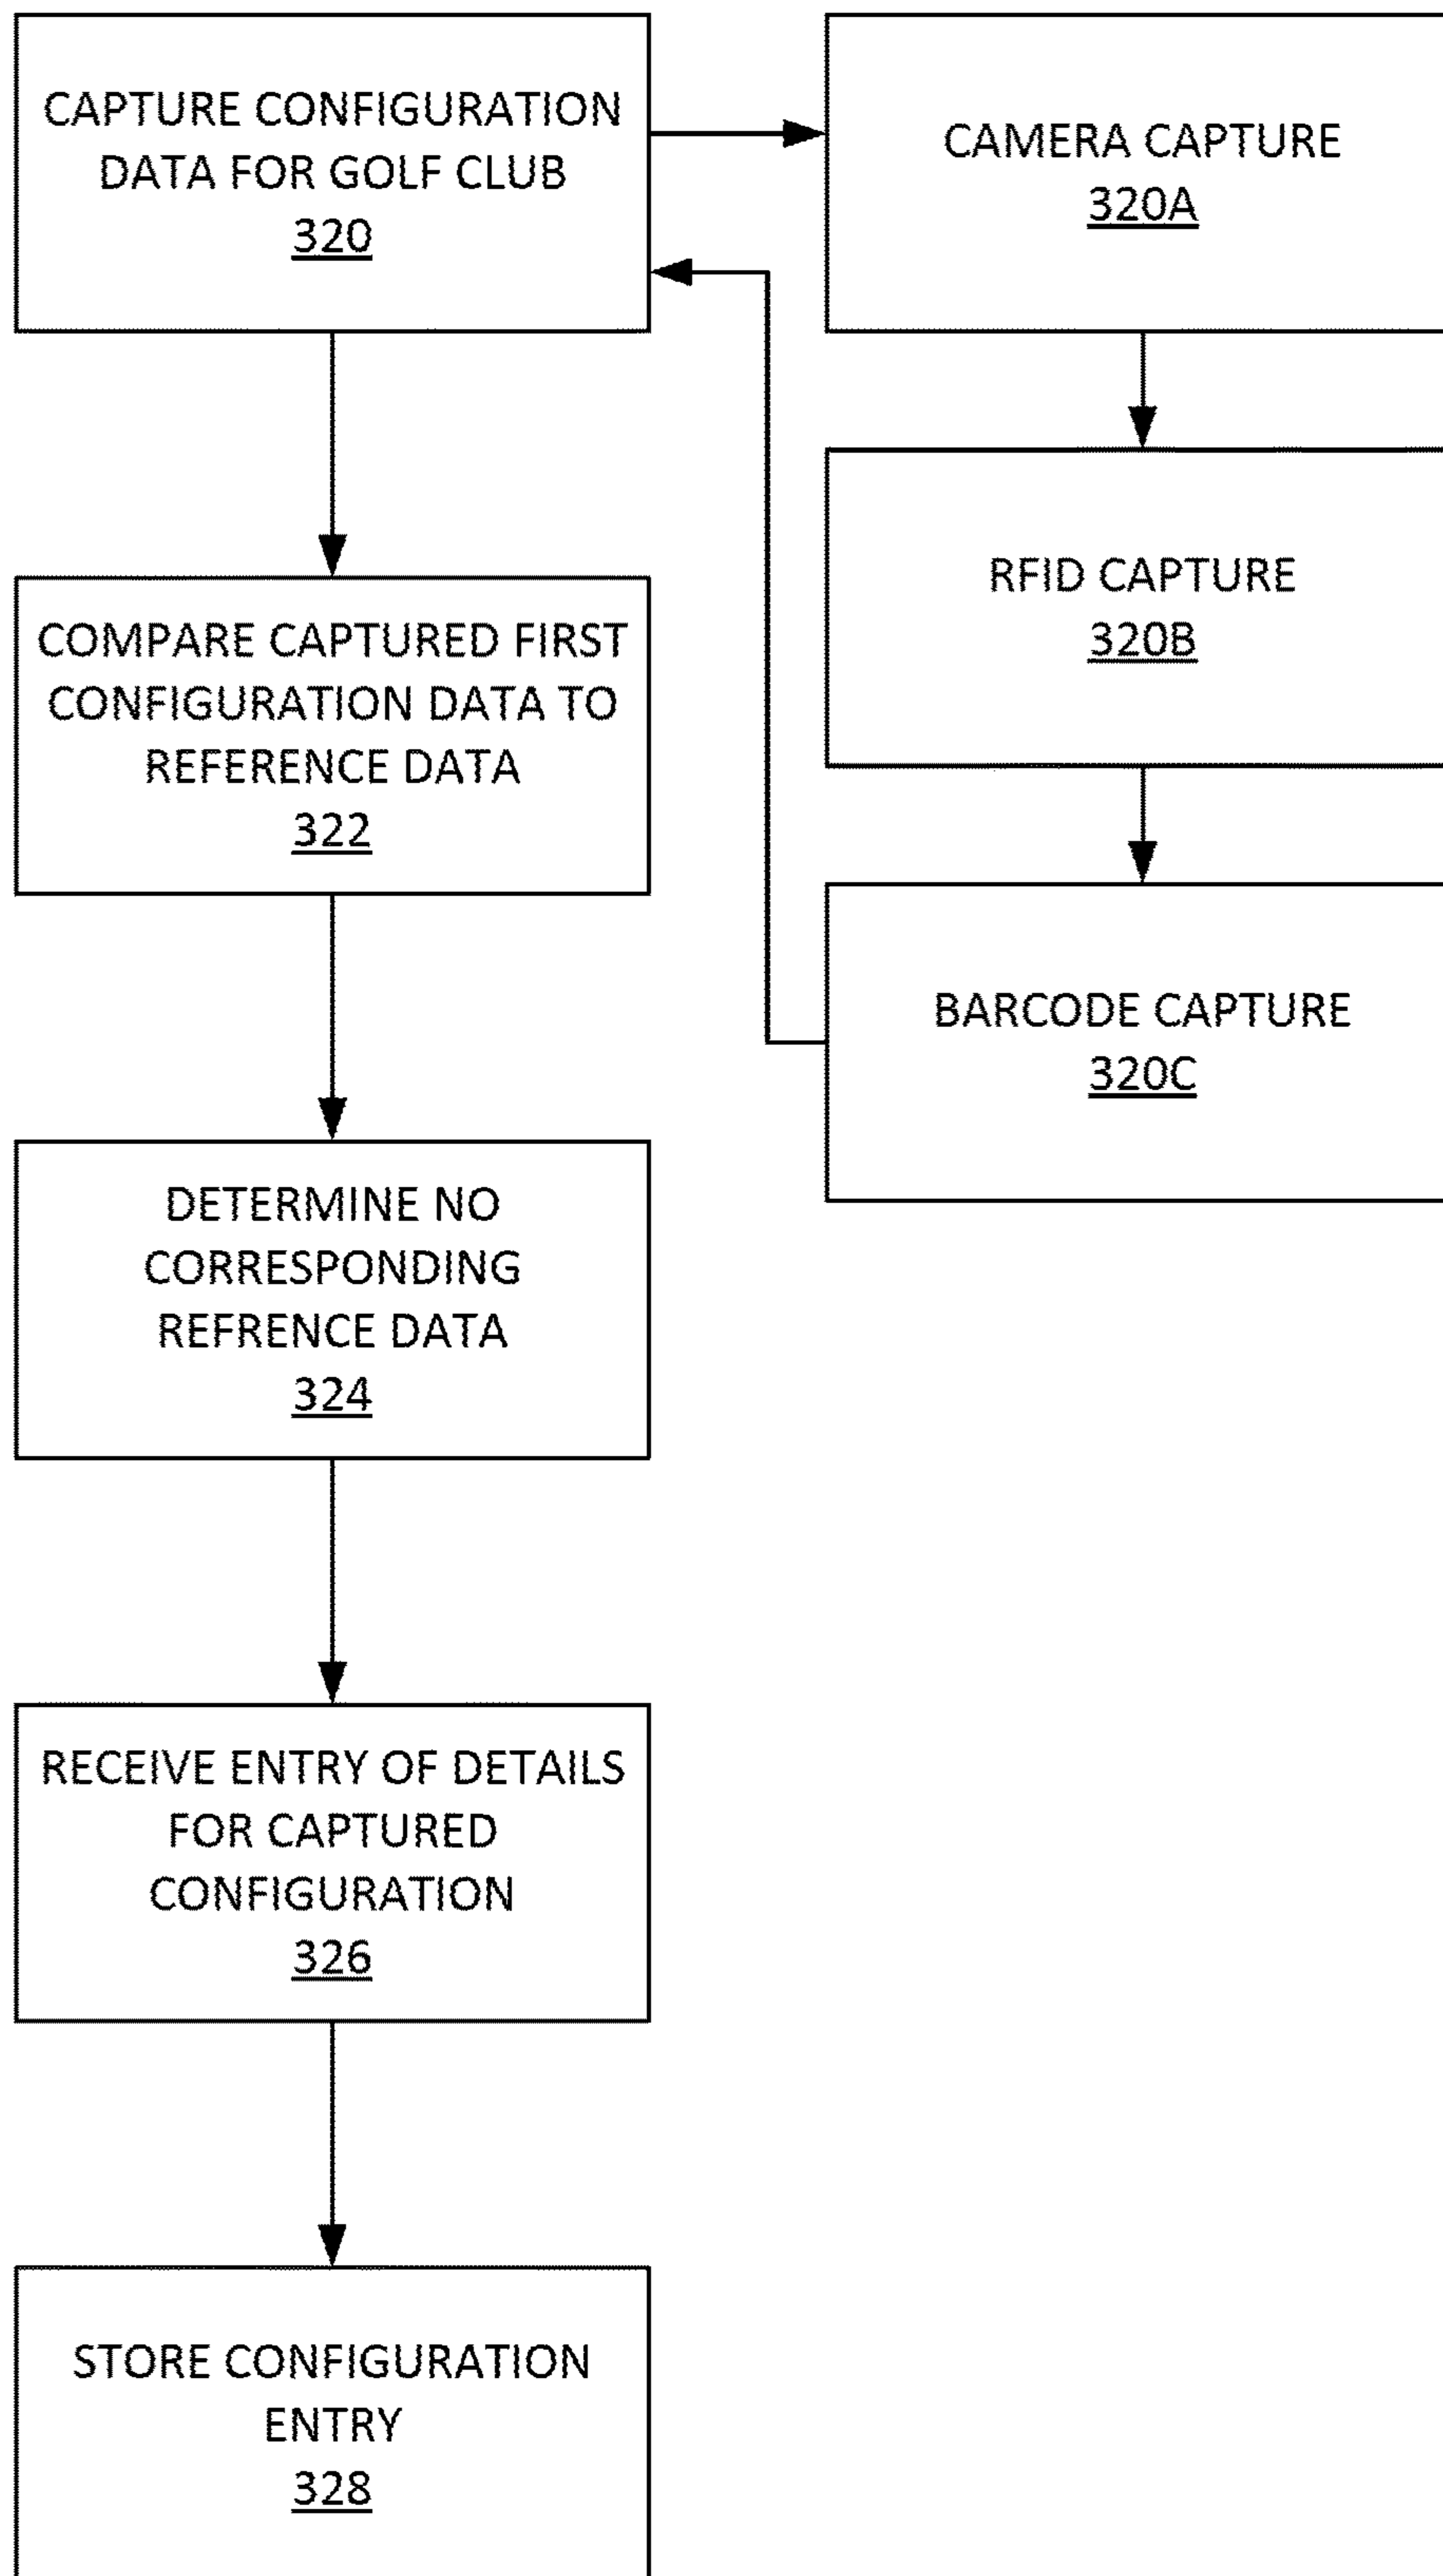 CAPTURE CONFIGURATION
DATA FOR GOLF CLUB
320
CAMERA CAPTURE
320A
RFID CAPTURE
320B
BARCODE CAPTURE
320C
COMPARE CAPTURED FIRST
CONFIGURATION DATA TO
REFERENCE DATA
322
DETERMINE NO
CORRESPONDING
REFRENCE DATA
324
RECEIVE ENTRY OF DETAILS
FOR CAPTURED
CONFIGURATION
326
STORE CONFIGURATION
ENTRY
328